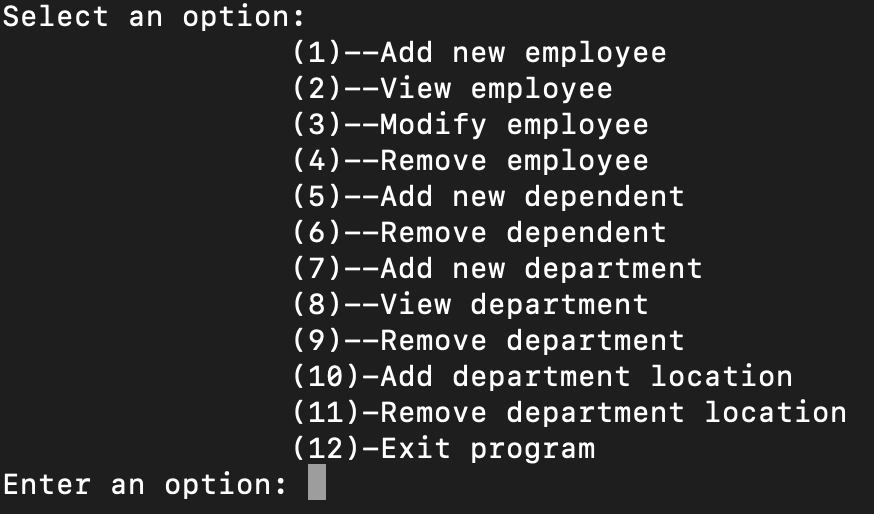 Select an option:
(1)--Add new employee
(2)--View employee
(3)--Modify employee
(4)--Remove employee
(5)--Add new dependent
(6)--Remove dependent
(7)--Add new department
(8)--View department
(9)--Remove department
(10)-Add department location
(11)-Remove department location
(12)-Exit program
Enter an option: